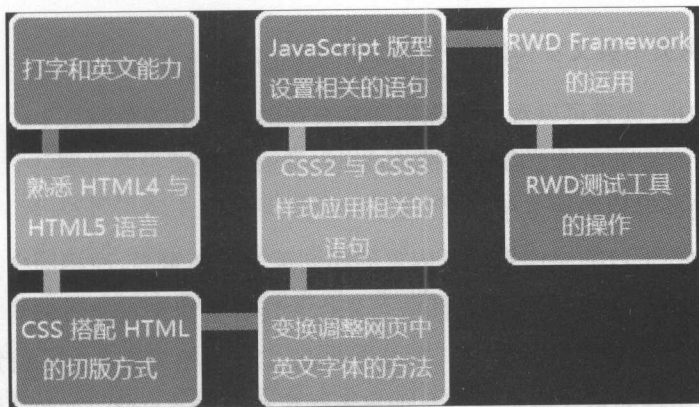 打字和英文能力
熟悉 HTML4 与
HTML5 语言
CSS 搭配 HTML
的切版方式
变换调整网页中
英文字体的方法
CSS2 与 CSS3
样式应用相关的
语句
JavaScript 版型
设置相关的语句
RWD Framework
的运用
RWD测试工具
的操作